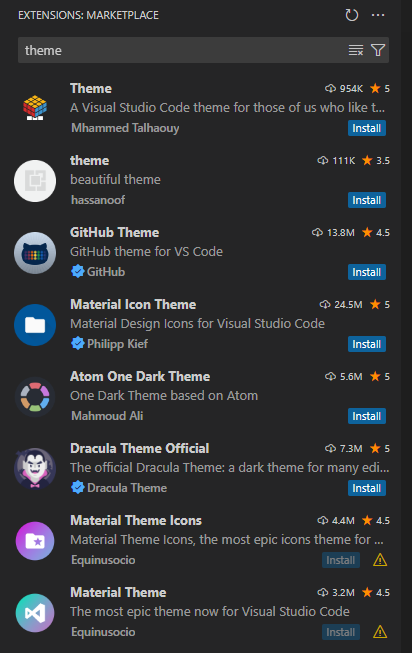 EXTENSIONS: MARKETPLACE
theme
Theme 954K 5
A Visual Studio Code theme for those of us who like t...
Mhammed Talhaouy Install
theme 111K 3.5
beautiful theme
hassanoof Install
GitHub Theme 13.8M 4.5
GitHub theme for VS Code
GitHub Install
Material Icon Theme 24.5M 5
Material Design Icons for Visual Studio Code
Philipp Kief Install
Atom One Dark Theme 5.6M 5
One Dark Theme based on Atom
Mahmoud Ali Install
Dracula Theme Official 7.3M 5
The official Dracula Theme: a dark theme for many edi...
Dracula Theme Install
Material Theme Icons 4.4M 4.5
Material Theme Icons, the most epic icons theme for ...
Equinusocio Install
Material Theme 3.2M 4.5
The most epic theme now for Visual Studio Code
Equinusocio Install